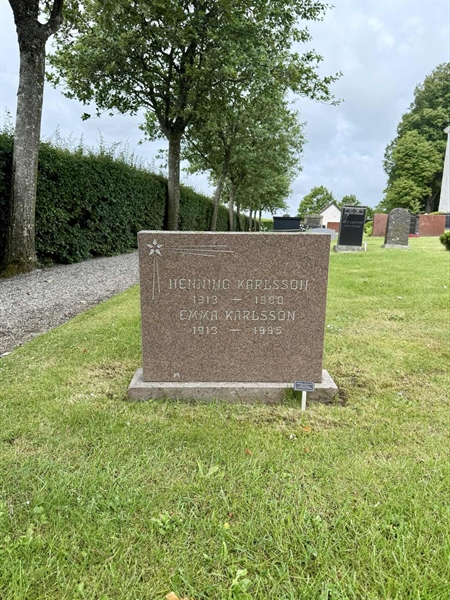 HENNING KARLSSON
1913 — 1980
EMMA KARLSSON
1913 — 1995